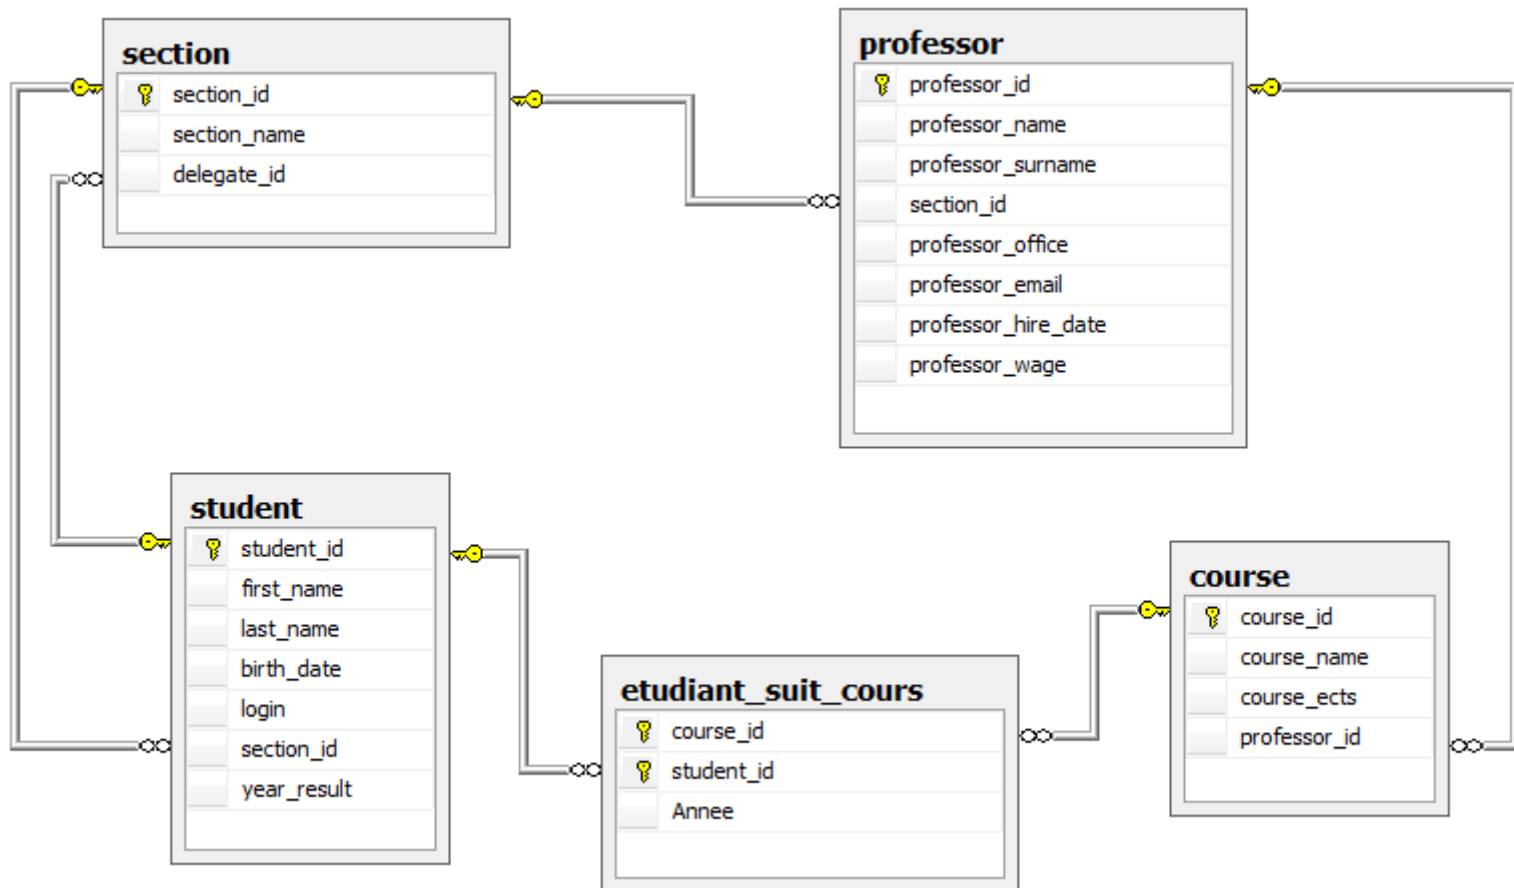 section
section_id
section_name
delegate_id
professor
professor_id
professor_name
professor_surname
section_id
professor_office
professor_email
professor_hire_date
professor_wage
student
student_id
first_name
last_name
birth_date
login
section_id
year_result
etudiant_suit_cours
course_id
student_id
Annee
course
course_id
course_name
course_ects
professor_id